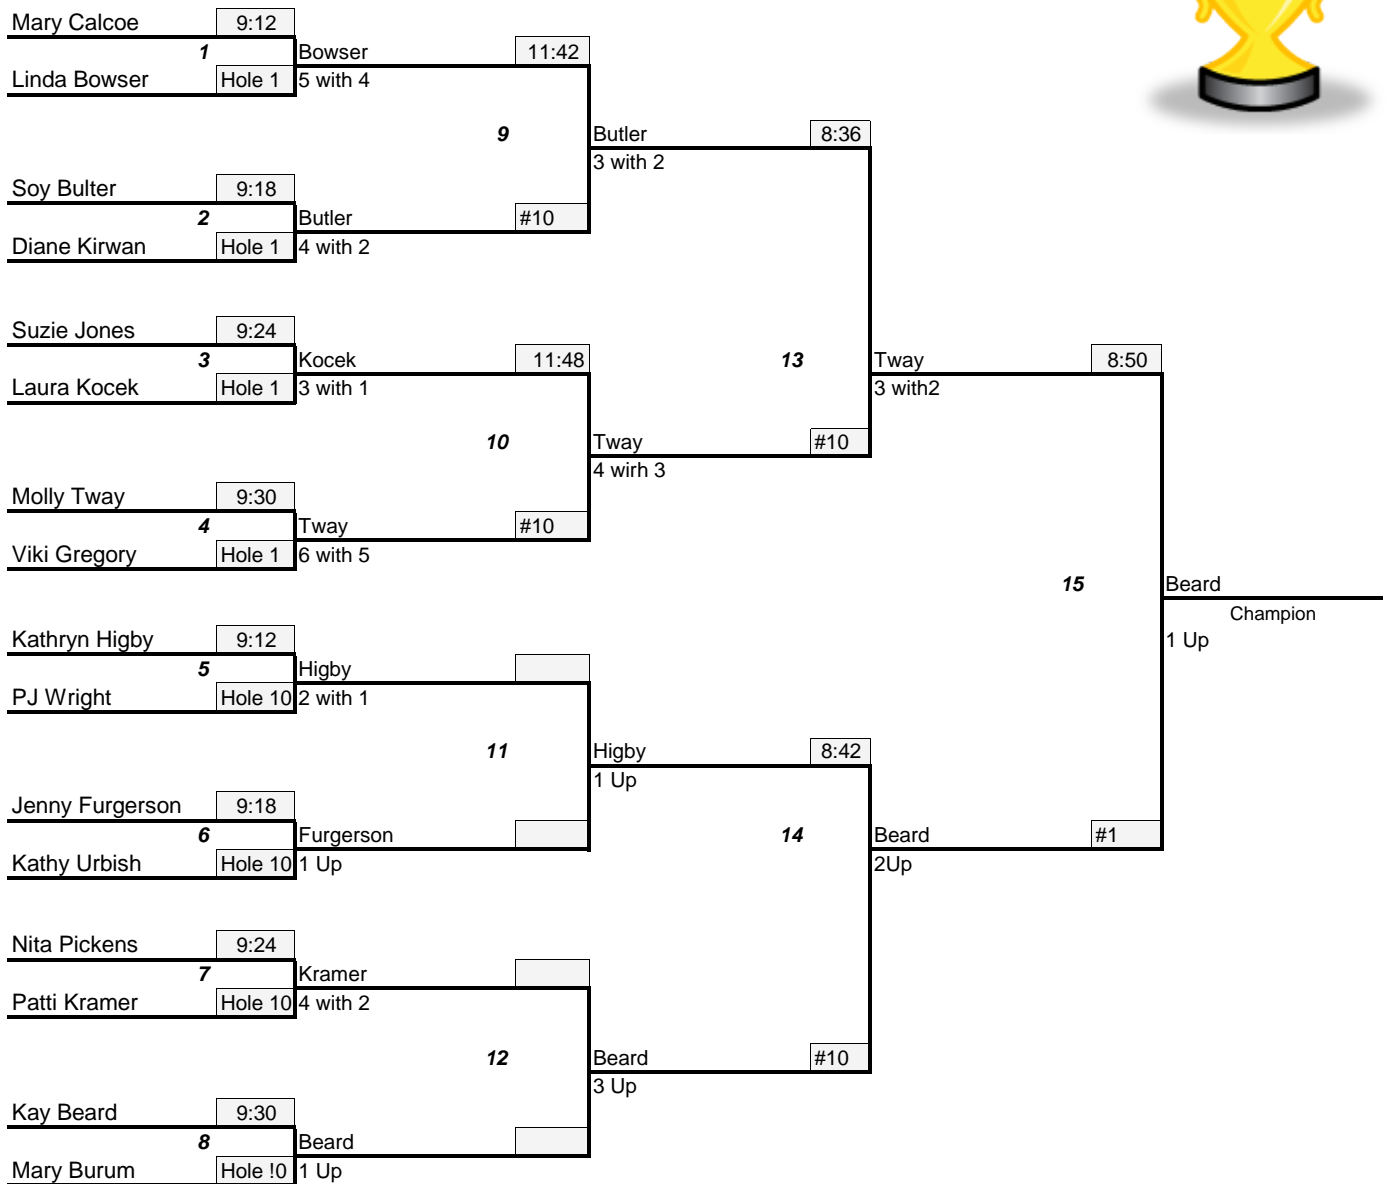 Mary Calcoe 9:12
1 Bowser 11:42
Linda Bowser Hole 1 5 with 4
9 Butler 8:36
3 with 2
Soy Bulter 9:18
2 Butler #10
Diane Kirwan Hole 1 4 with 2
Suzie Jones 9:24
3 Kocek 11:48 13 Tway 8:50
Laura Kocek Hole 1 3 with 1 3 with2
10 Tway #10
4 wirh 3
Molly Tway 9:30
4 Tway #10
Viki Gregory Hole 1 6 with 5
15 Beard
Champion
Kathryn Higby 9:12 1 Up
5 Higby
PJ Wright Hole 10 2 with 1
11 Higby 8:42
1 Up
Jenny Furgerson 9:18
6 Furgerson 14 Beard #1
Kathy Urbish Hole 10 1 Up 2Up
Nita Pickens 9:24
7 Kramer
Patti Kramer Hole 10 4 with 2
12 Beard #10
3 Up
Kay Beard 9:30
8 Beard
Mary Burum Hole !0 1 Up